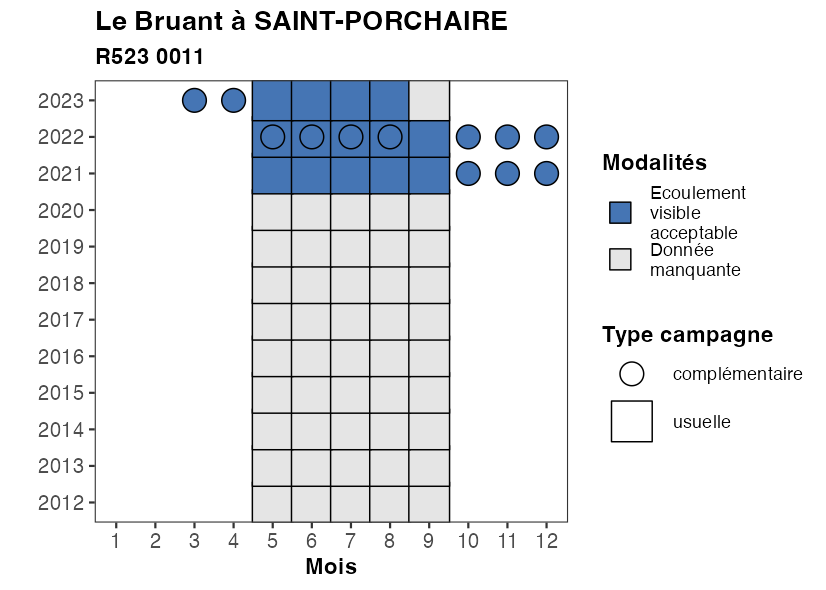 Le Bruant à SAINT-PORCHAIRE
R523 0011
2023
2022
2021
2020
2019
2018
2017
2016
2015
2014
2013
2012
1 2 3 4 5 6 7 8 9 10 11 12
Mois
Modalités
Ecoulement
visible
acceptable
Donnée
manquante
Type campagne
complémentaire
usuelle